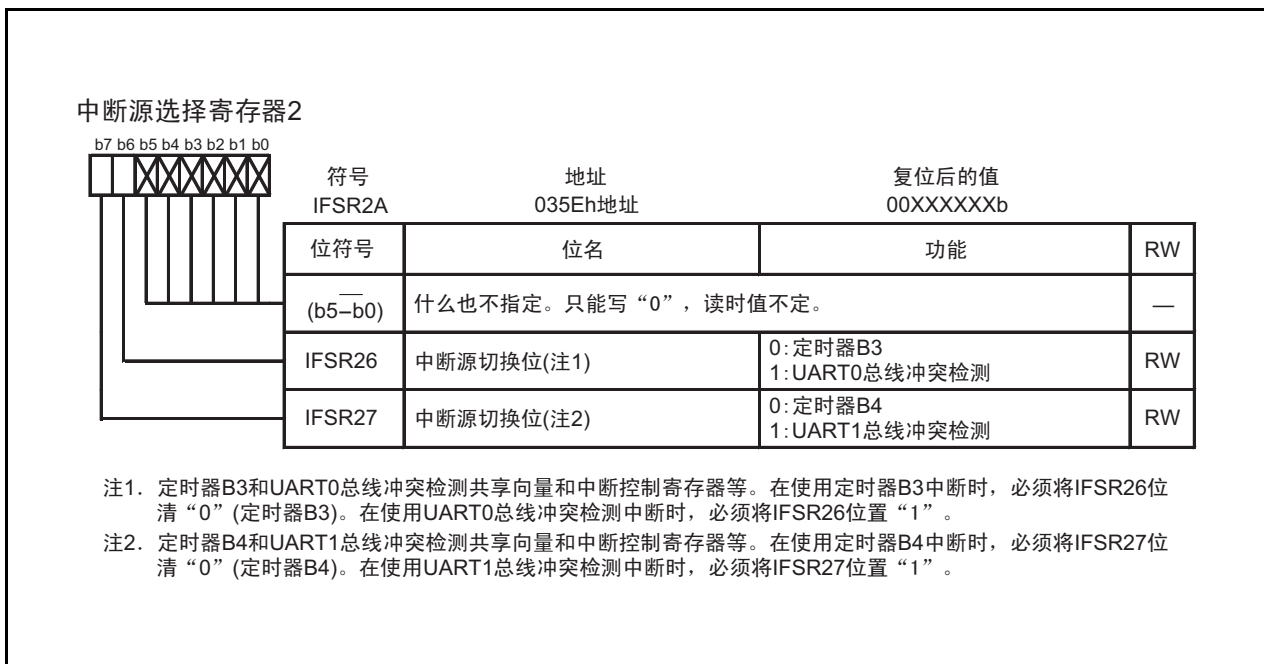 中断源选择寄存器2
b7 b6 b5 b4 b3 b2 b1 b0
符号 地址 复位后的值
IFSR2A 035Eh地址 00XXXXXXb
位符号 位名 功能 RW
—
(b5–b0) 什么也不指定。只能写“0”，读时值不定。 —
IFSR26 中断源切换位(注1) 0:定时器B3
1:UART0总线冲突检测 RW
IFSR27 中断源切换位(注2) 0:定时器B4
1:UART1总线冲突检测 RW
注1. 定时器B3和UART0总线冲突检测共享向量和中断控制寄存器等。在使用定时器B3中断时，必须将IFSR26位
清“0”(定时器B3)。在使用UART0总线冲突检测中断时，必须将IFSR26位置“1”。
注2. 定时器B4和UART1总线冲突检测共享向量和中断控制寄存器等。在使用定时器B4中断时，必须将IFSR27位
清“0”(定时器B4)。在使用UART1总线冲突检测中断时，必须将IFSR27位置“1”。